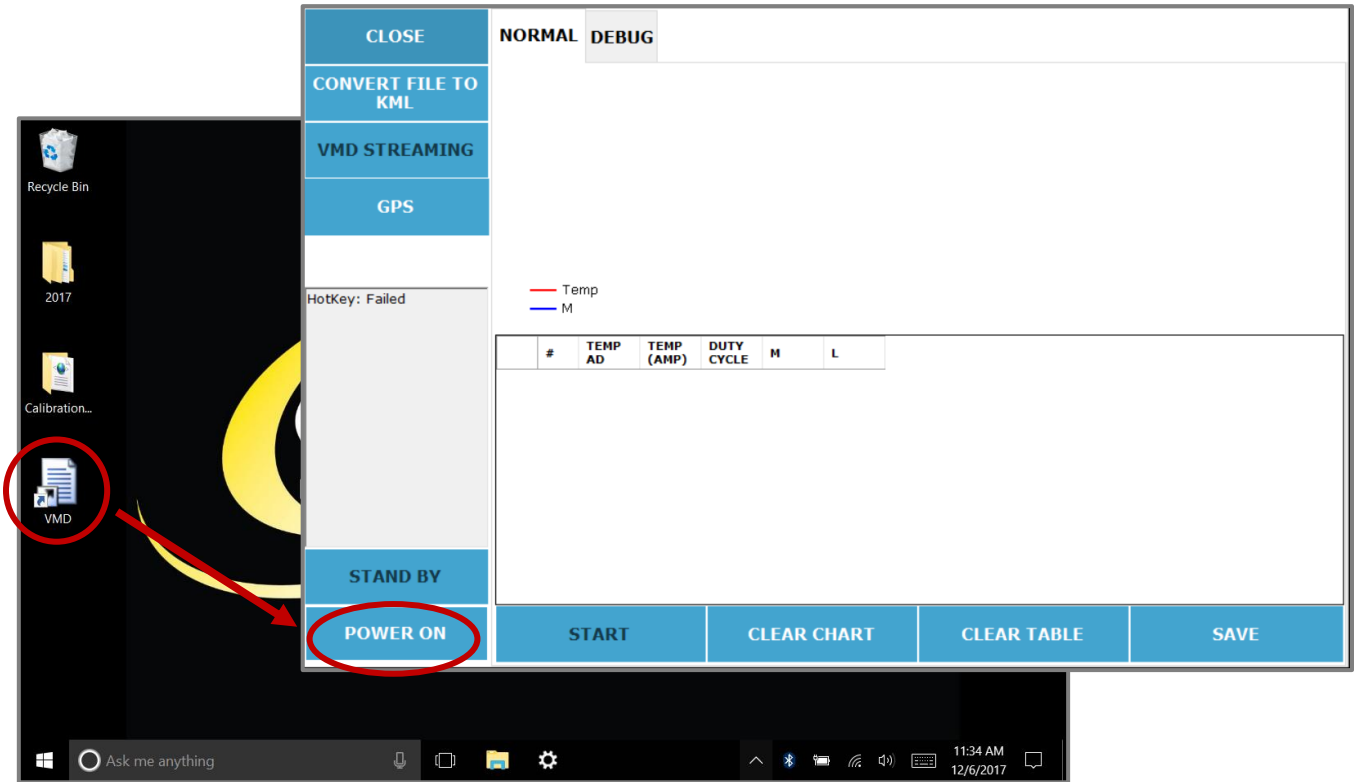 CLOSE
CONVERT FILE TO
KML
VMD STREAMING
GPS
HotKey: Failed
STAND BY
POWER ON
NORMAL DEBUG
Temp
M
# TEMP AD TEMP (AMP) DUTY CYCLE M L
START CLEAR CHART CLEAR TABLE SAVE
Recycle Bin
2017
Calibration...
VMD
Ask me anything
11:34 AM
12/6/2017